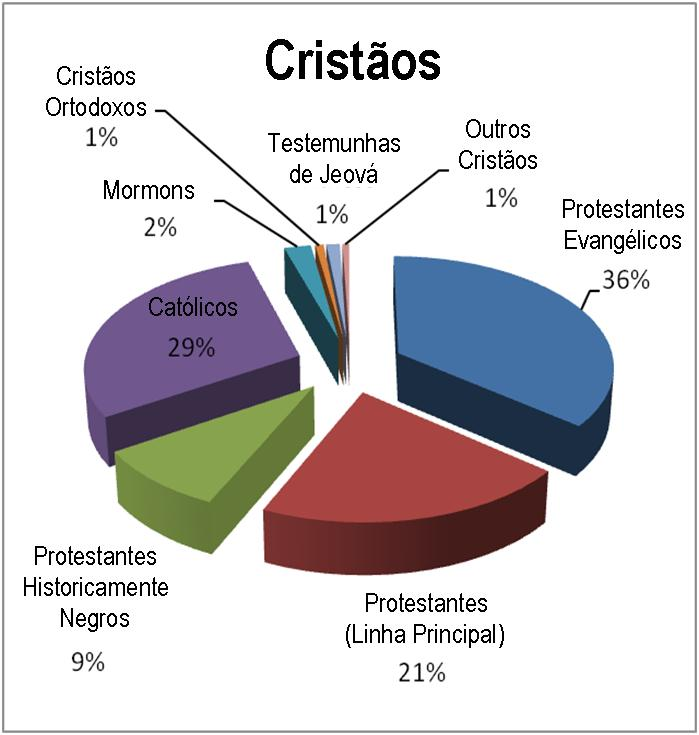 Cristãos
Cristãos
Ortodoxos
1%
Mormons
2%
Testemunhas
de Jeová
1%
Outros
Cristãos
1%
Protestantes
Evangélicos
36%
Católicos
29%
Protestantes
Historicamente
Negros
9%
Protestantes
(Linha Principal)
21%